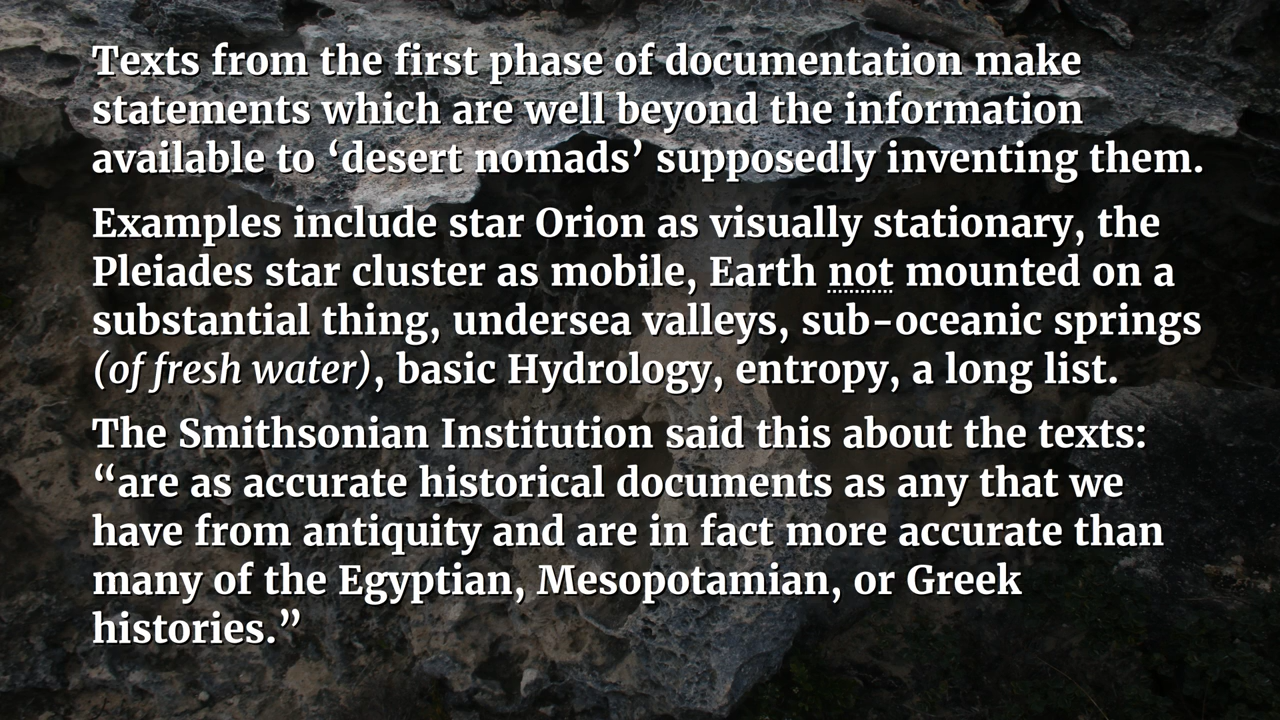 Texts from the first phase of documentation make
statements which are well beyond the information
available to ‘desert nomads’ supposedly inventing them.
Examples include star Orion as visually stationary, the
Pleiades star cluster as mobile, Earth not mounted on a
substantial thing, undersea valleys, sub-oceanic springs
(of fresh water), basic Hydrology, entropy, a long list.
The Smithsonian Institution said this about the texts:
“are as accurate historical documents as any that we
have from antiquity and are in fact more accurate than
many of the Egyptian, Mesopotamian, or Greek
histories.”